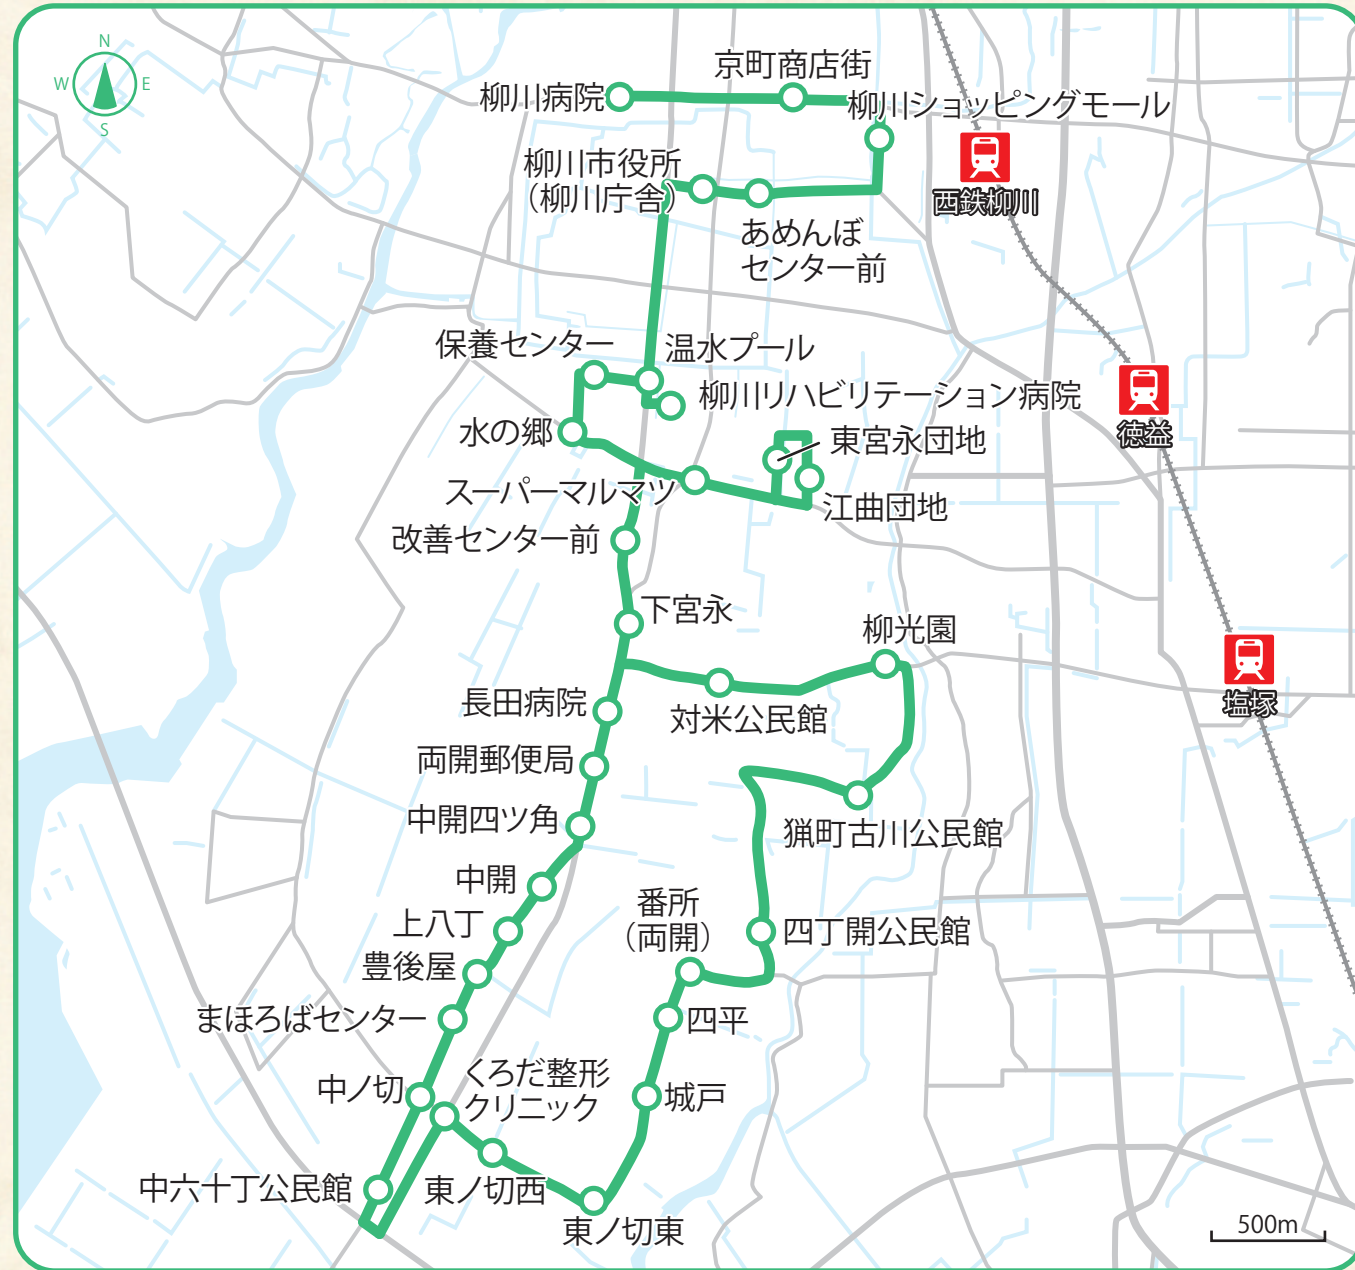 N
W
E
S
京町商店街
柳川病院
柳川ショッピングモール
柳川市役所
（柳川庁舎）
西鉄柳川
あめんぼ
センター前
保養センター
温水プール
柳川リハビリテーション病院
徳益
水の郷
東宮永団地
スーパーマルマツ
江曲団地
改善センター前
下宮永
柳光園
長田病院
対米公民館
塩塚
両開郵便局
中開四ツ角
猟町古川公民館
中開
番所
（両開）
上八丁
四丁開公民館
豊後屋
まほろばセンター
四平
くろだ整形
クリニック
中ノ切
城戸
中六十丁公民館
東ノ切西
東ノ切東
500m